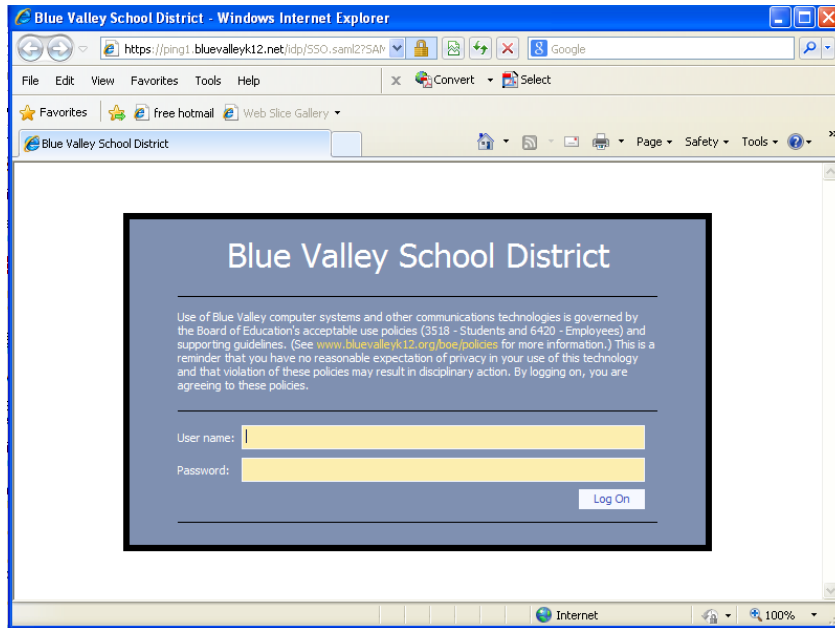 Blue Valley School District - Windows Internet Explorer
https://ping1.bluevalleyk12.net/idp/SSO.saml2?SAM
Google
File Edit View Favorites Tools Help
x Convert Select
Favorites free hotmail Web Slice Gallery
Blue Valley School District
Page Safety Tools
Blue Valley School District
Use of Blue Valley computer systems and other communications technologies is governed by
the Board of Education's acceptable use policies (3518 - Students and 6420 - Employees) and
supporting guidelines. (See www.bluevalleyk12.org/boe/policies for more information.) This is a
reminder that you have no reasonable expectation of privacy in your use of this technology
and that violation of these policies may result in disciplinary action. By logging on, you are
agreeing to these policies.
User name:
Password:
Log On
Internet
100%